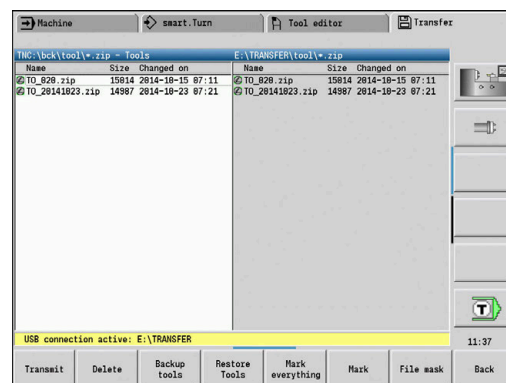 Machine smart.Turn Tool editor Transfer
TNC:\bck\tool\*.zip - Tools E:\TRANSFER\tool\*.zip
Name Size Changed on Name Size Changed on
TO_020.zip 15014 2014-10-15 07:11 TO_020.zip 15014 2014-10-15 07:11
TO_20141023.zip 14987 2014-10-23 07:21 TO_20141023.zip 14987 2014-10-23 07:21
T
USB connection active: E:\TRANSFER 11:37
Transmit Delete Backup tools Restore Tools Mark everything Mark File mask Back